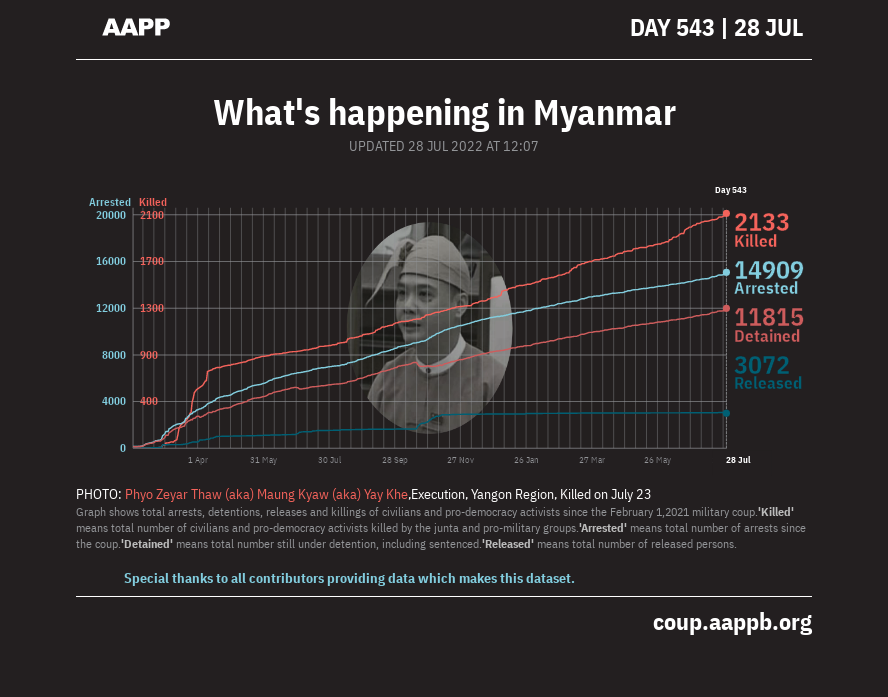 AAPP
DAY 543 | 28 JUL
What's happening in Myanmar
UPDATED 28 JUL 2022 AT 12:07
Day 543
Arrested Killed
20000 2100
16000 1700
12000 1300
8000 900
4000 400
0
2133
Killed
14909
Arrested
11815
Detained
3072
Released
1 Apr 31 May 30 Jul 28 Sep 27 Nov 26 Jan 27 Mar 26 May 28 Jul
PHOTO: Phyo Zeyar Thaw (aka) Maung Kyaw (aka) Yay Khe,Execution, Yangon Region, Killed on July 23
Graph shows total arrests, detentions, releases and killings of civilians and pro-democracy activists since the February 1,2021 military coup.'Killed'
means total number of civilians and pro-democracy activists killed by the junta and pro-military groups.'Arrested' means total number of arrests since
the coup.'Detained' means total number still under detention, including sentenced.'Released' means total number of released persons.
Special thanks to all contributors providing data which makes this dataset.
coup.aappb.org